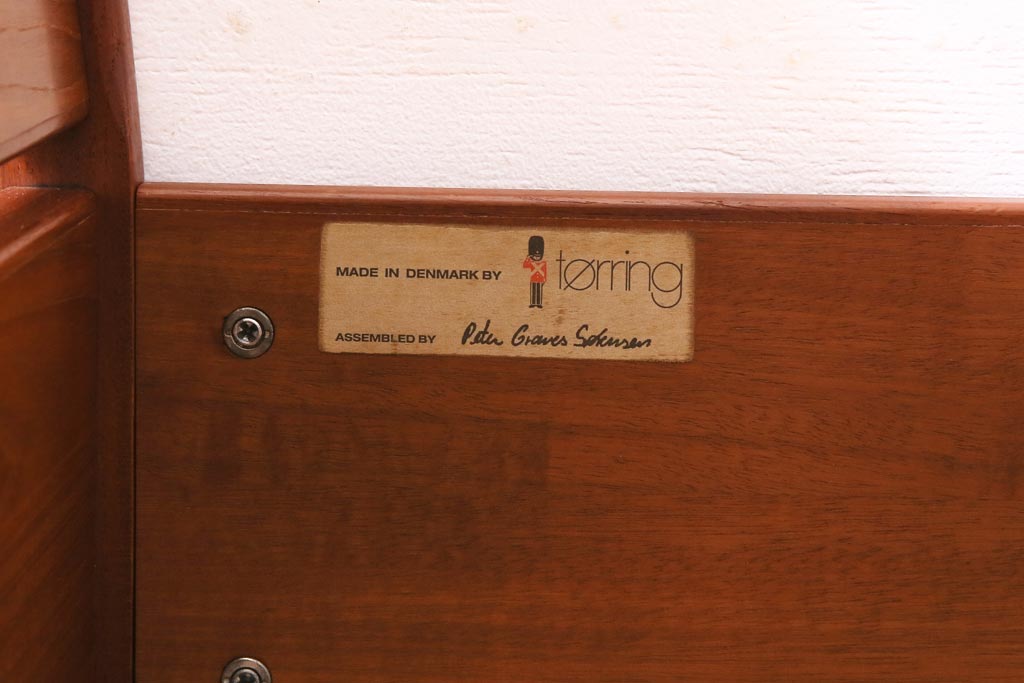 MADE IN DENMARK BY tørring
ASSEMBLED BY Peter Graves Sørensen